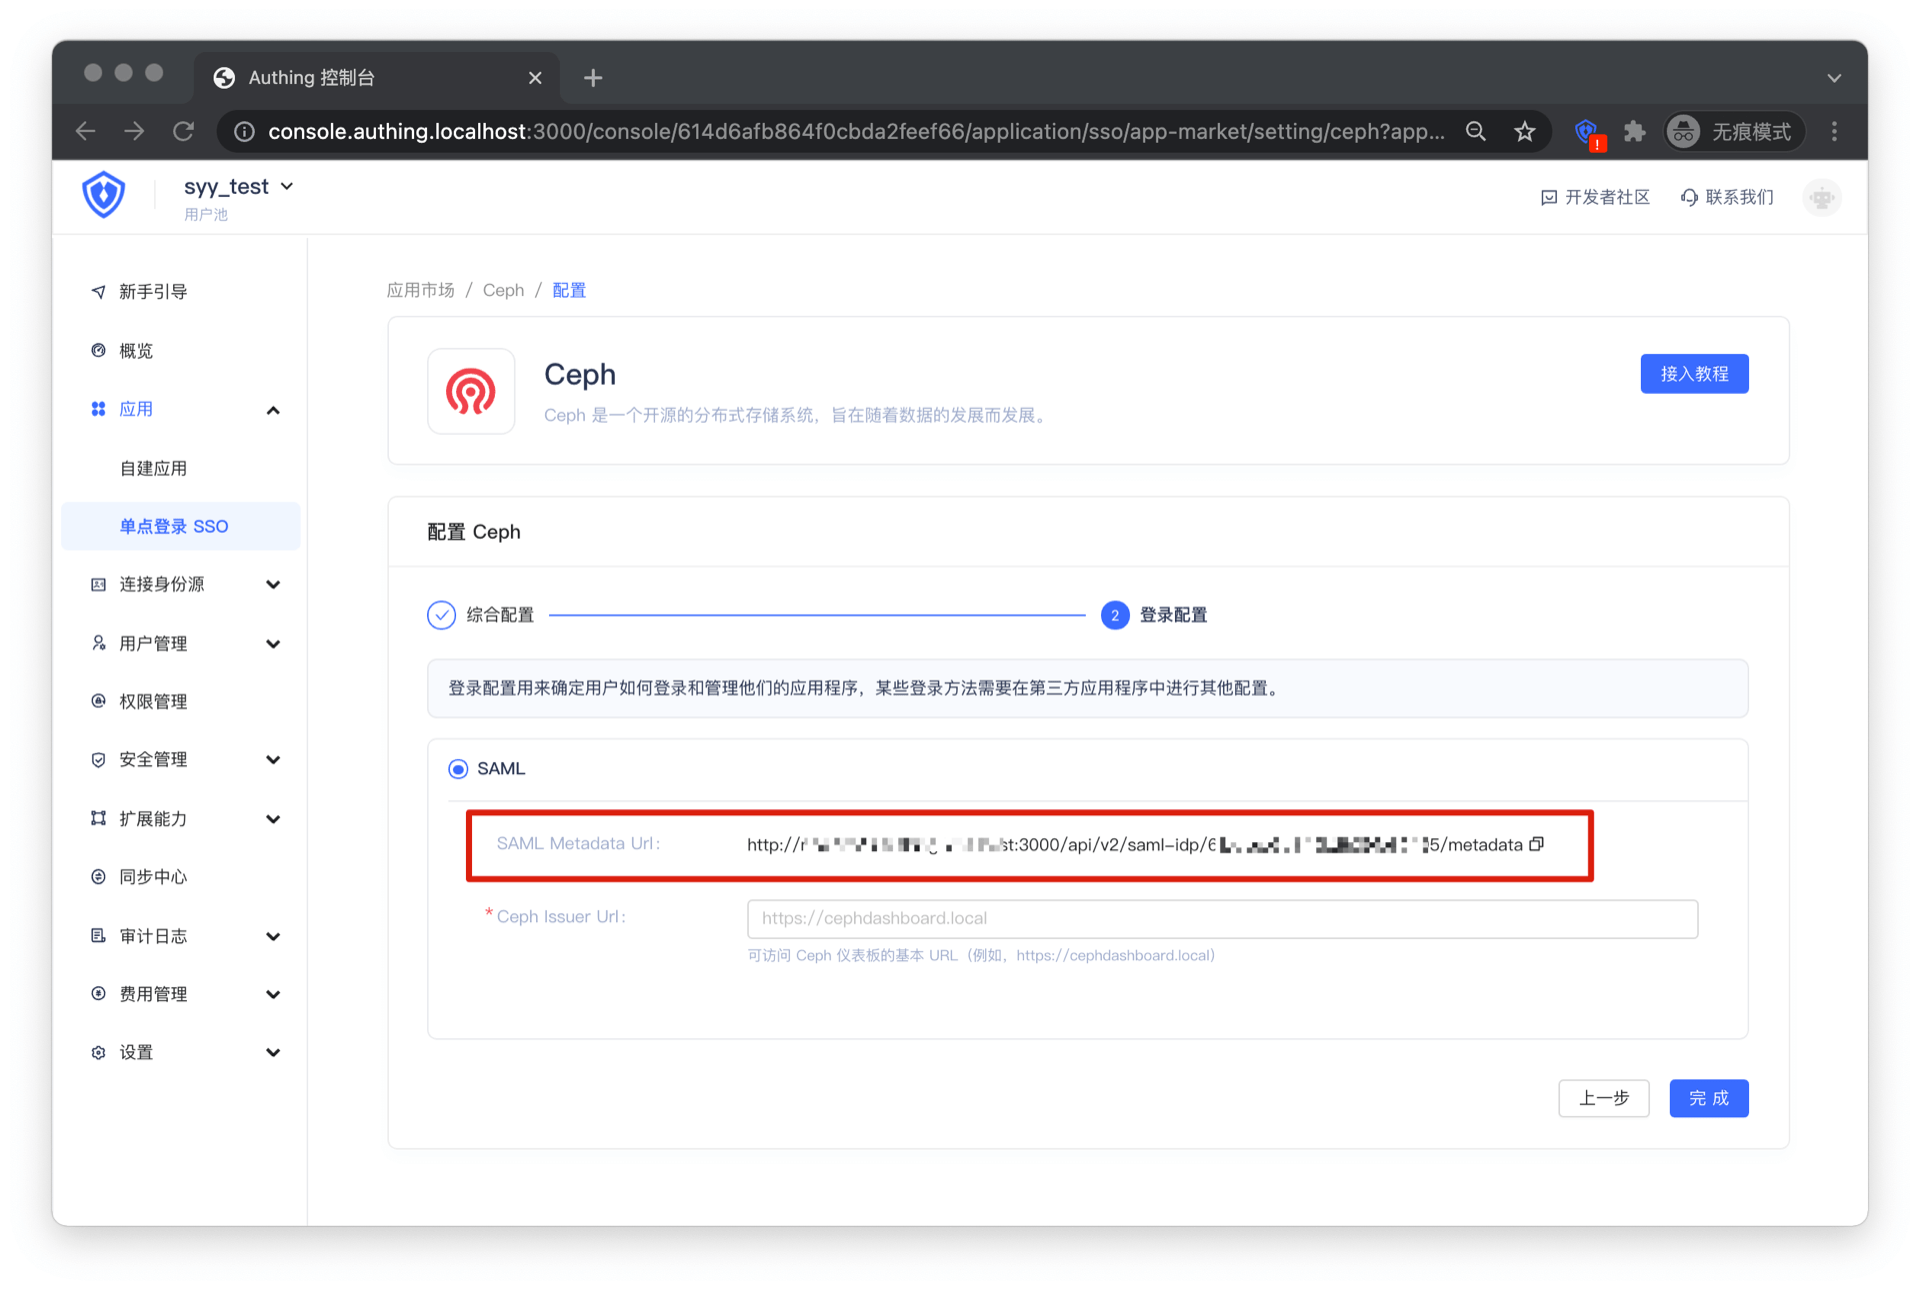 Authing 控制台
console.authing.localhost:3000/console/614d6afb864f0cbda2feef66/application/sso/app-market/setting/ceph?app...
无痕模式
syy_test
用户池
开发者社区
联系我们
新手引导
概览
应用
自建应用
单点登录 SSO
连接身份源
用户管理
权限管理
安全管理
扩展能力
同步中心
审计日志
费用管理
设置
应用市场 / Ceph / 配置
Ceph
Ceph 是一个开源的分布式存储系统，旨在随着数据的发展而发展。
接入教程
配置 Ceph
综合配置
2 登录配置
登录配置用来确定用户如何登录和管理他们的应用程序，某些登录方法需要在第三方应用程序中进行其他配置。
SAML
SAML Metadata Url:
http:// st:3000/api/v2/saml-idp/6 5/metadata
* Ceph Issuer Url:
https://cephdashboard.local
可访问 Ceph 仪表板的基本 URL（例如，https://cephdashboard.local）
上一步
完 成